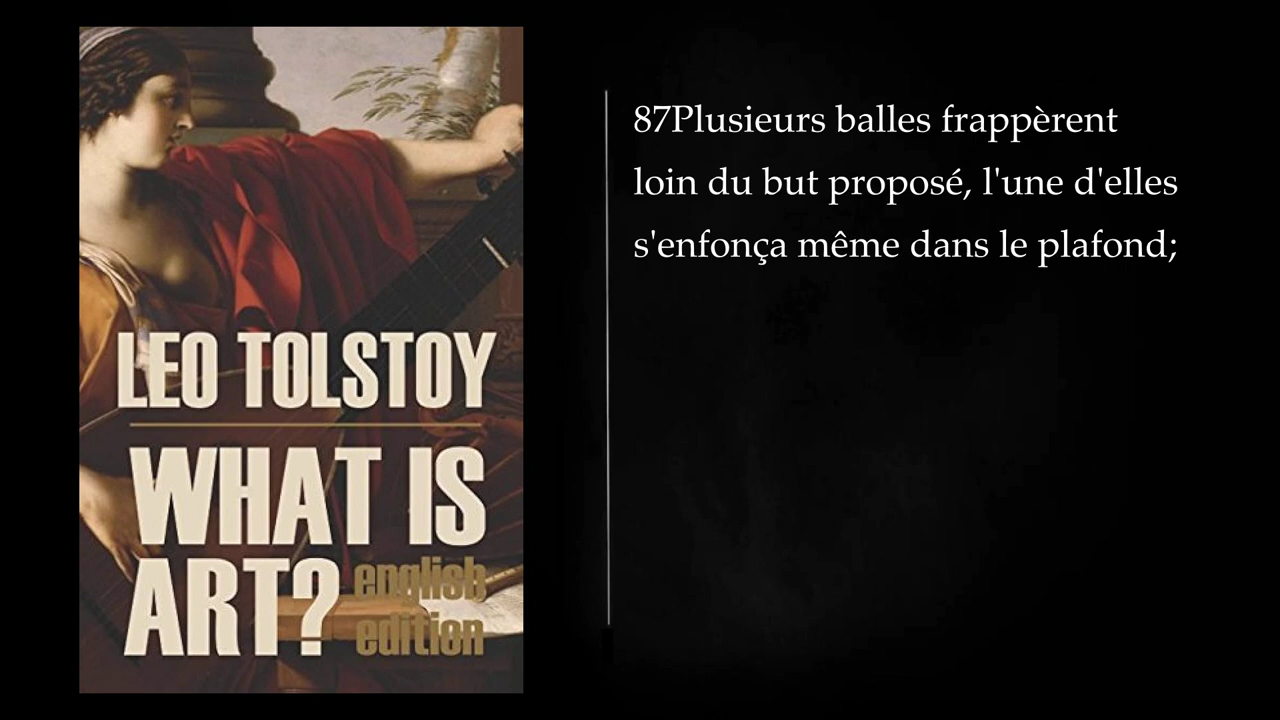 LEO TOLSTOY
WHAT IS
ART? english
edition
87Plusieurs balles frappèrent
loin du but proposé, l'une d'elles
s'enfonça même dans le plafond;